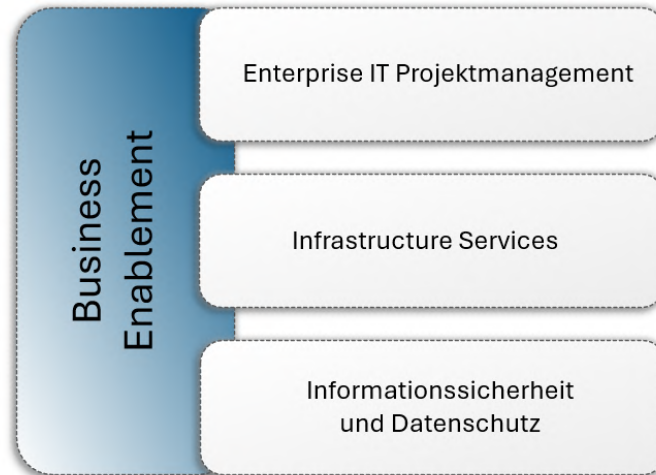 Business
Enablement
Enterprise IT Projektmanagement
Infrastructure Services
Informationssicherheit
und Datenschutz